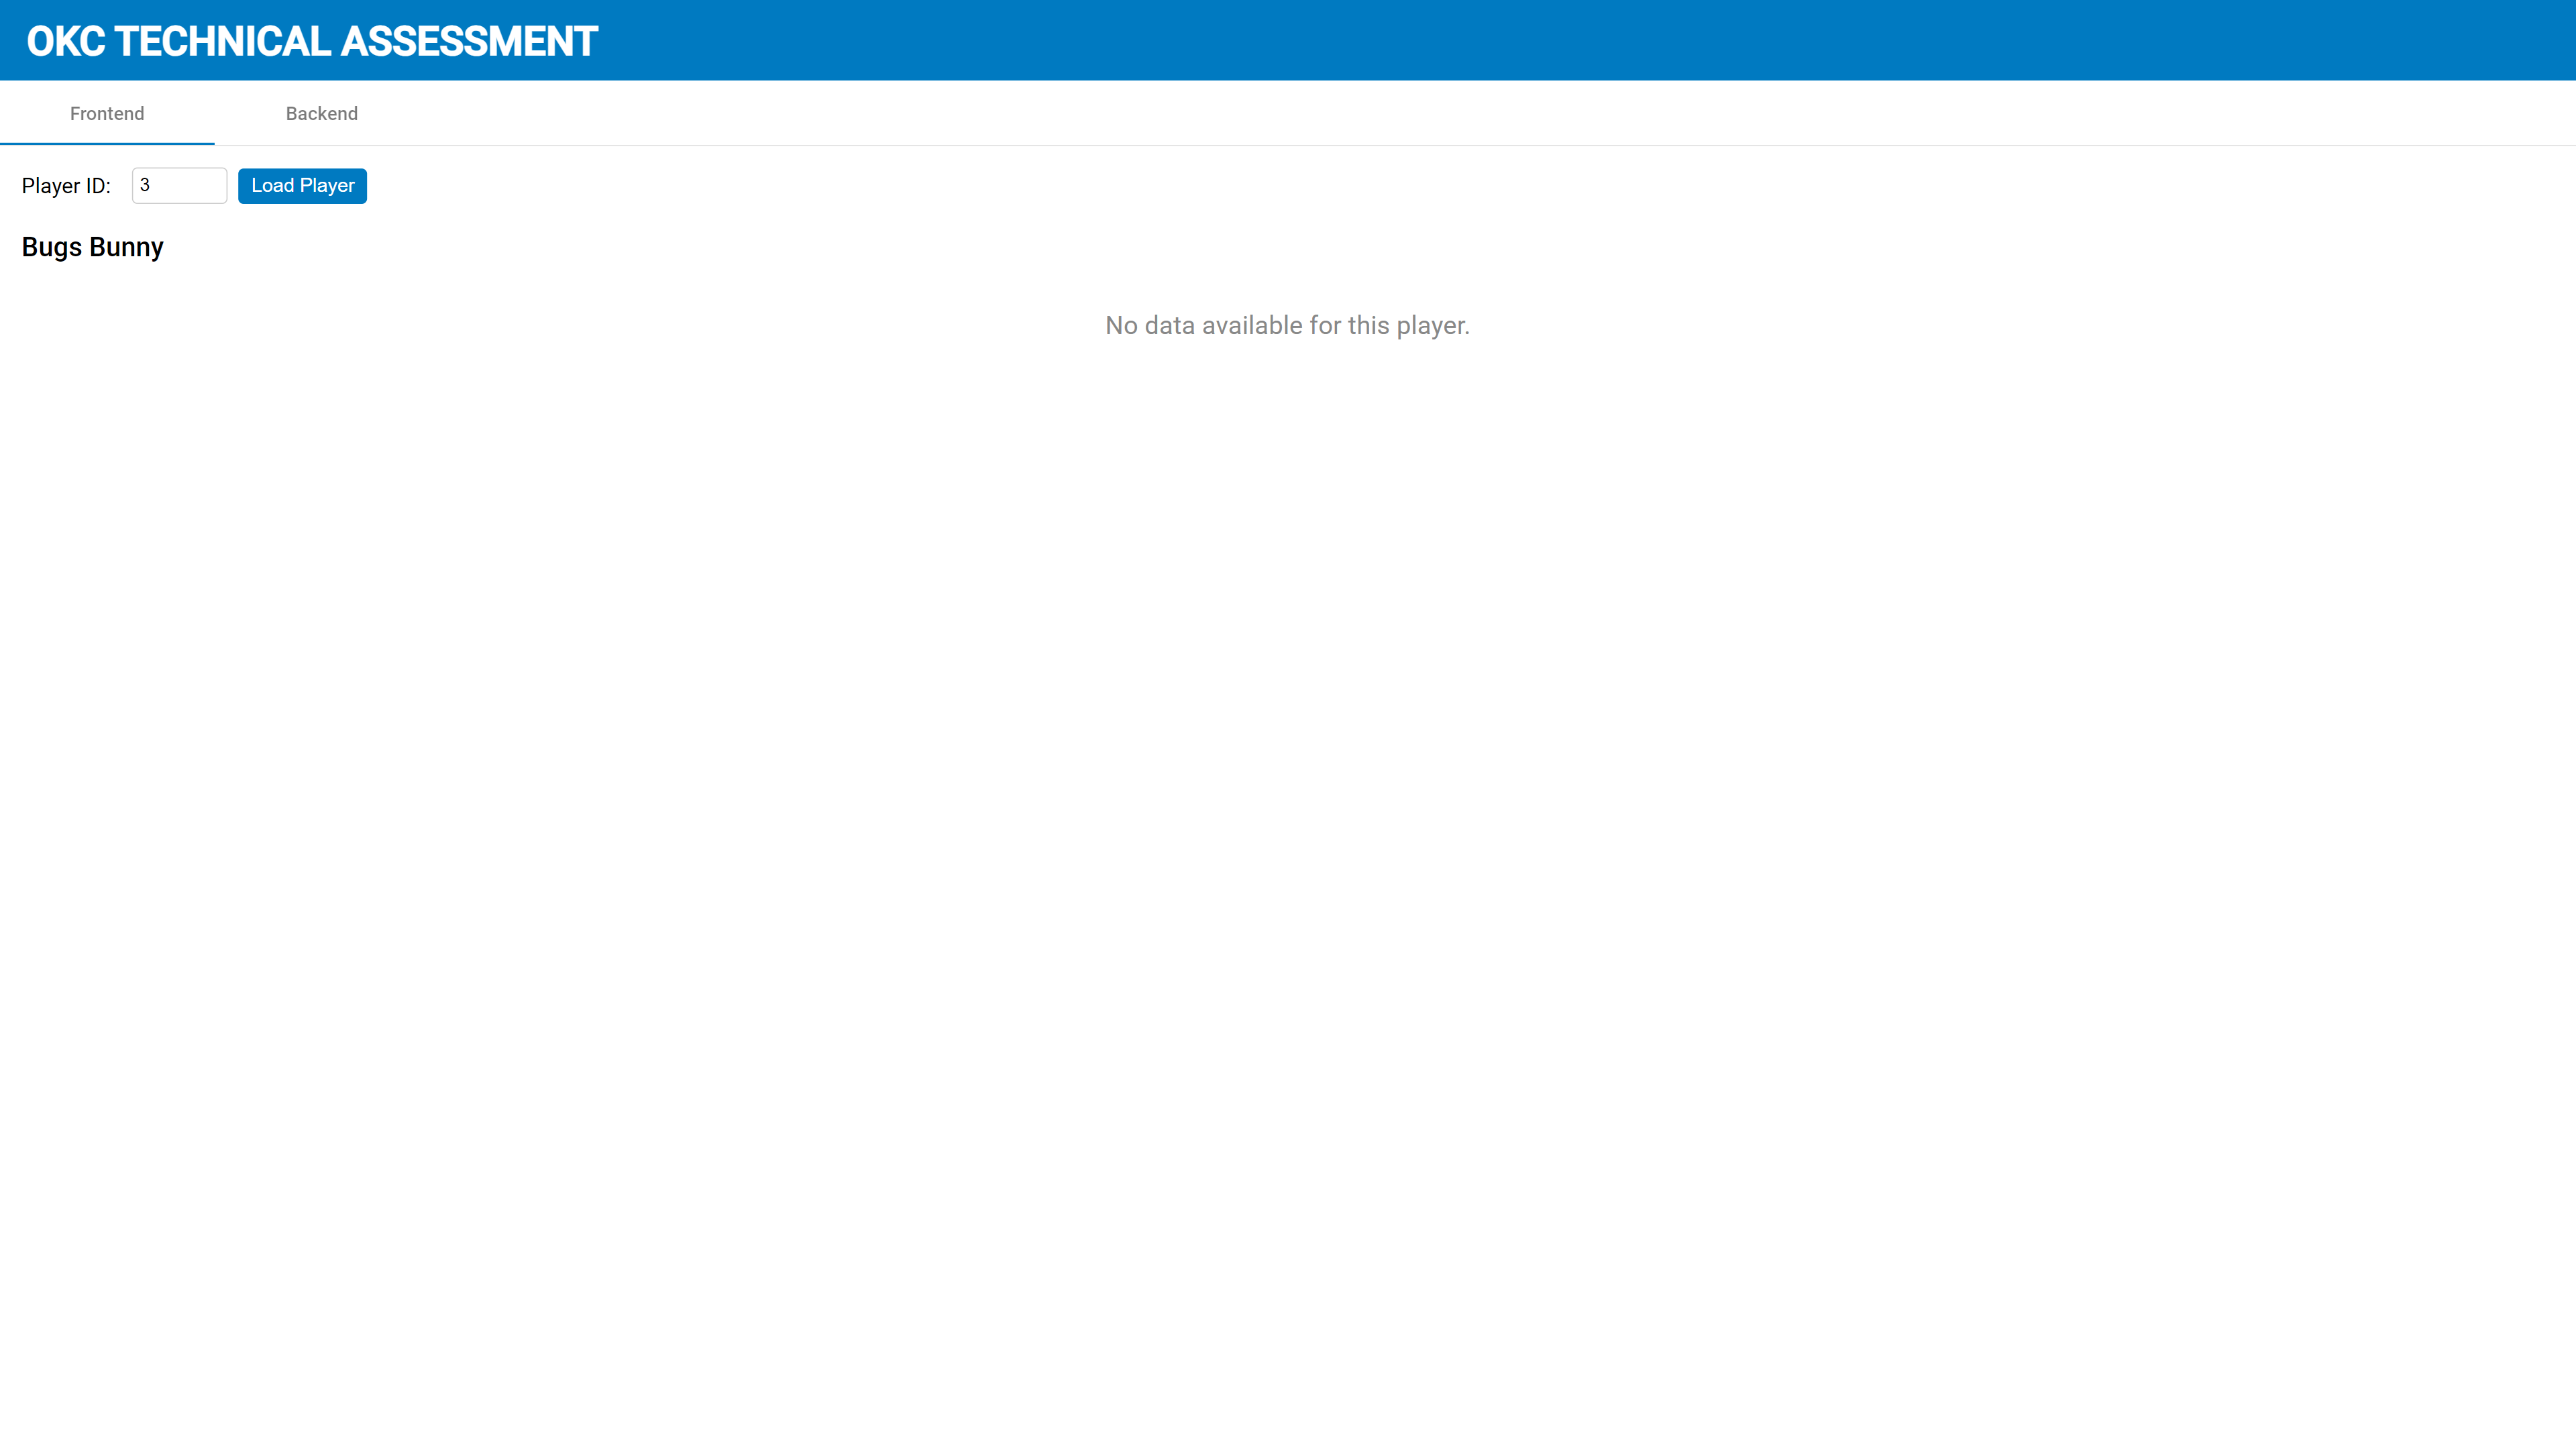 OKC TECHNICAL ASSESSMENT
Frontend Backend
Player ID: 3 Load Player
Bugs Bunny
No data available for this player.